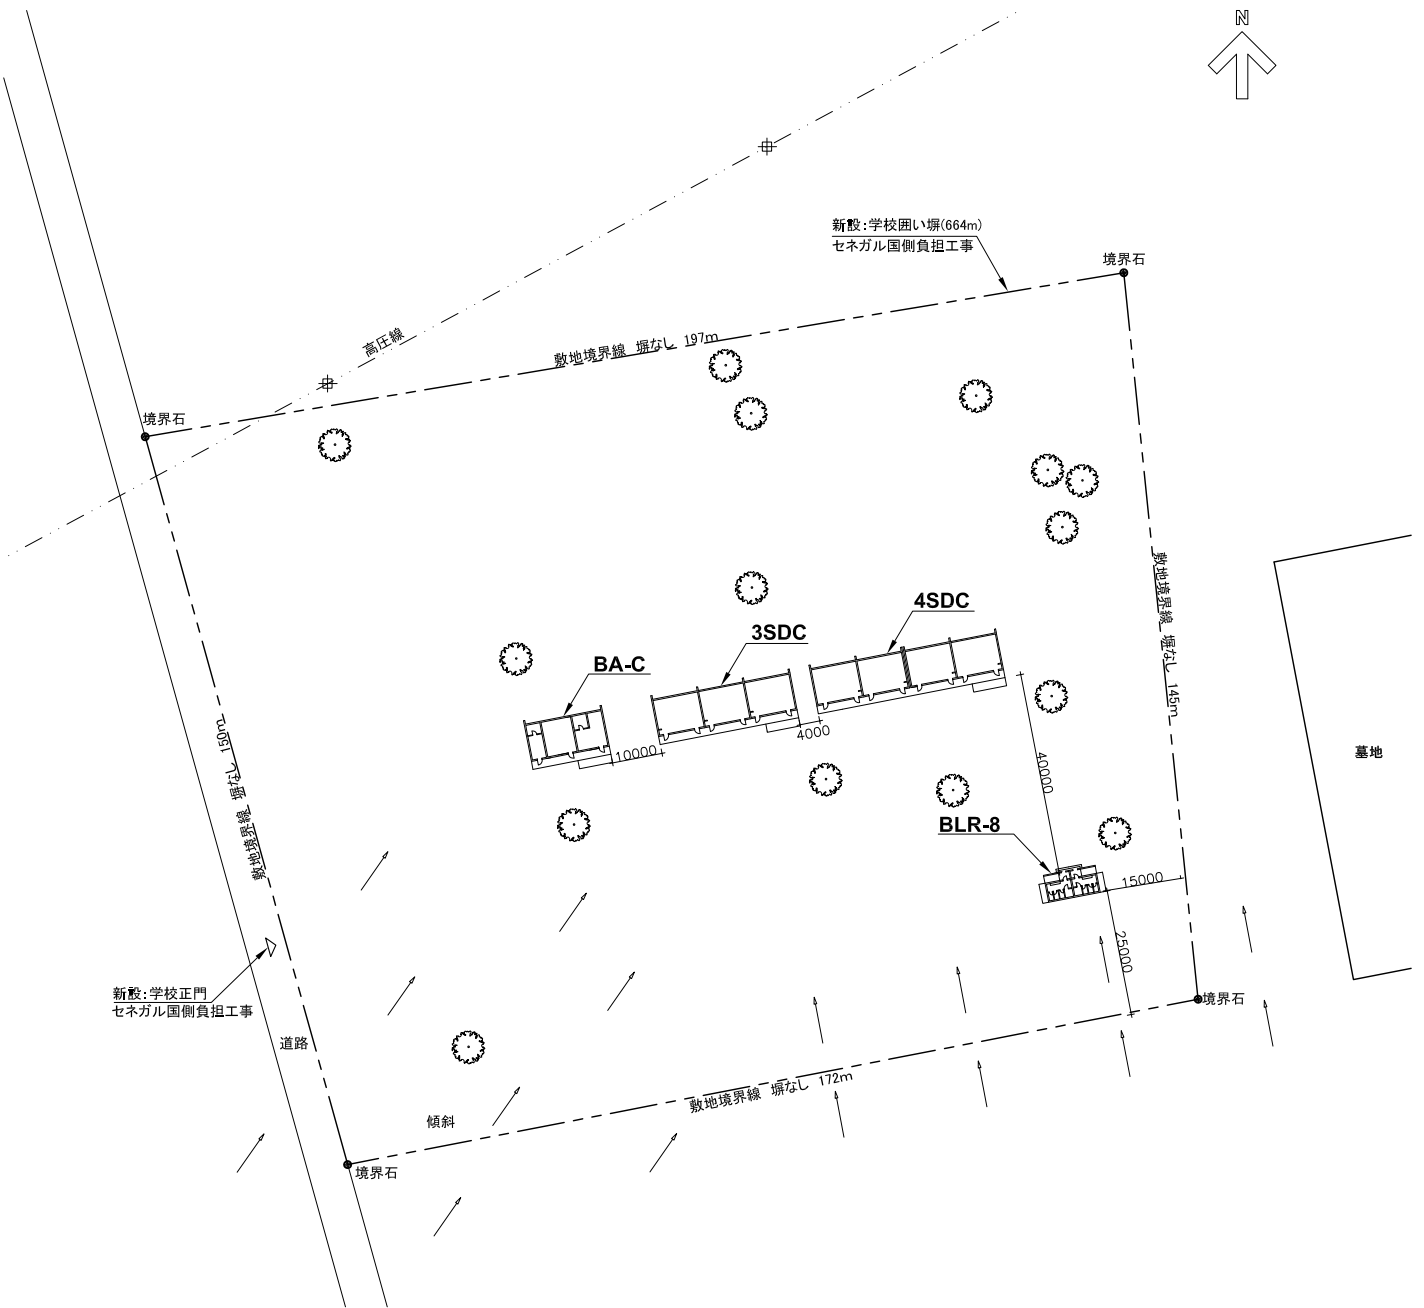 N
新設:学校囲い塀(664m)
セネガル国側負担工事
境界石
高圧線
敷地境界線 塀なし 197m
境界石
敷地境界線 塀なし 145m
4SDC
3SDC
BA-C
10000
4000
40000
墓地
敷地境界線 塀なし 150m
BLR-8
15000
25000
新設:学校正門
セネガル国側負担工事
境界石
道路
敷地境界線 塀なし 172m
傾斜
境界石